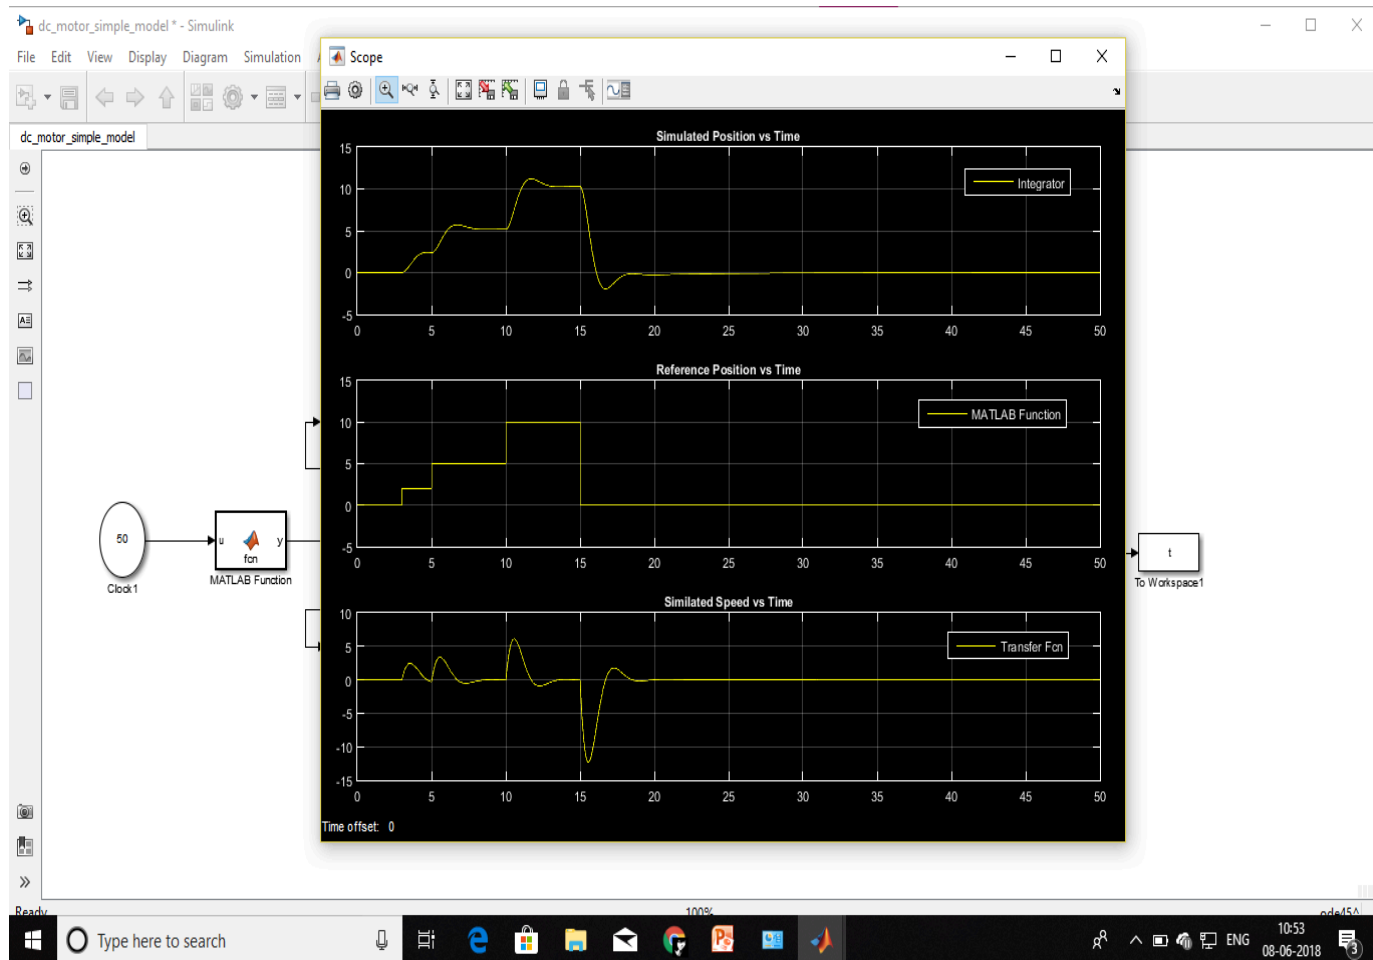 dc_motor_simple_model * - Simulink
File Edit View Display Diagram Simulation
dc_motor_simple_model
Scope
Simulated Position vs Time
Integrator
15
10
5
0
-5
0 5 10 15 20 25 30 35 40 45 50
Reference Position vs Time
MATLAB Function
15
10
5
0
-5
0 5 10 15 20 25 30 35 40 45 50
Similated Speed vs Time
Transfer Fcn
10
5
0
-5
-10
-15
0 5 10 15 20 25 30 35 40 45 50
Time offset: 0
50
Clock1
u y
fcn
MATLAB Function
t
To Workspace1
Ready 100% ode45
Type here to search
ENG
10:53
08-06-2018
3